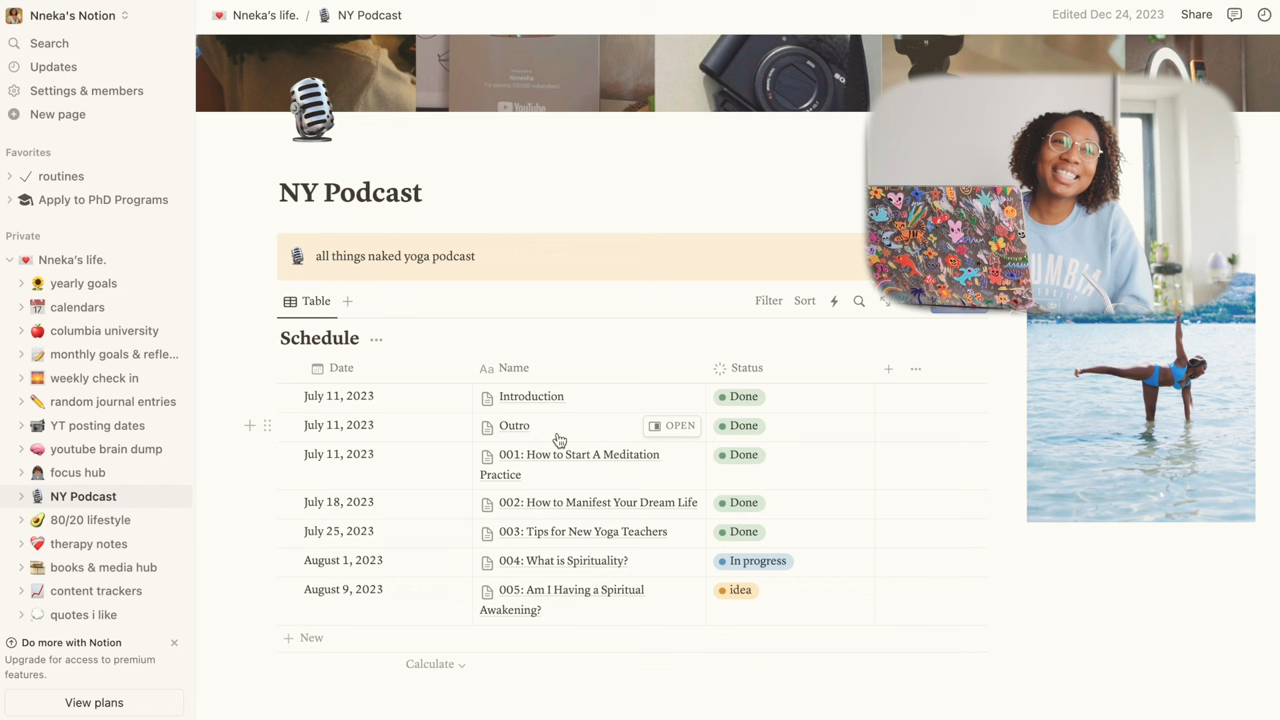 Nneka's Notion
Search
Updates
Settings & members
New page
Favorites
routines
Apply to PhD Programs
Private
Nneka's life.
yearly goals
calendars
columbia university
monthly goals & refle...
weekly check in
random journal entries
YT posting dates
youtube brain dump
focus hub
NY Podcast
80/20 lifestyle
therapy notes
books & media hub
content trackers
quotes i like
Do more with Notion
Upgrade for access to premium
features.
View plans
Nneka's life. / NY Podcast
Edited Dec 24, 2023
Share
YouTube
NY Podcast
all things naked yoga podcast
Table
Filter
Sort
Schedule
Date
Aa Name
Status
July 11, 2023
Introduction
Done
July 11, 2023
Outro
OPEN
Done
July 11, 2023
001: How to Start A Meditation
Practice
Done
July 18, 2023
002: How to Manifest Your Dream Life
Done
July 25, 2023
003: Tips for New Yoga Teachers
Done
August 1, 2023
004: What is Spirituality?
In progress
August 9, 2023
005: Am I Having a Spiritual
Awakening?
idea
New
Calculate